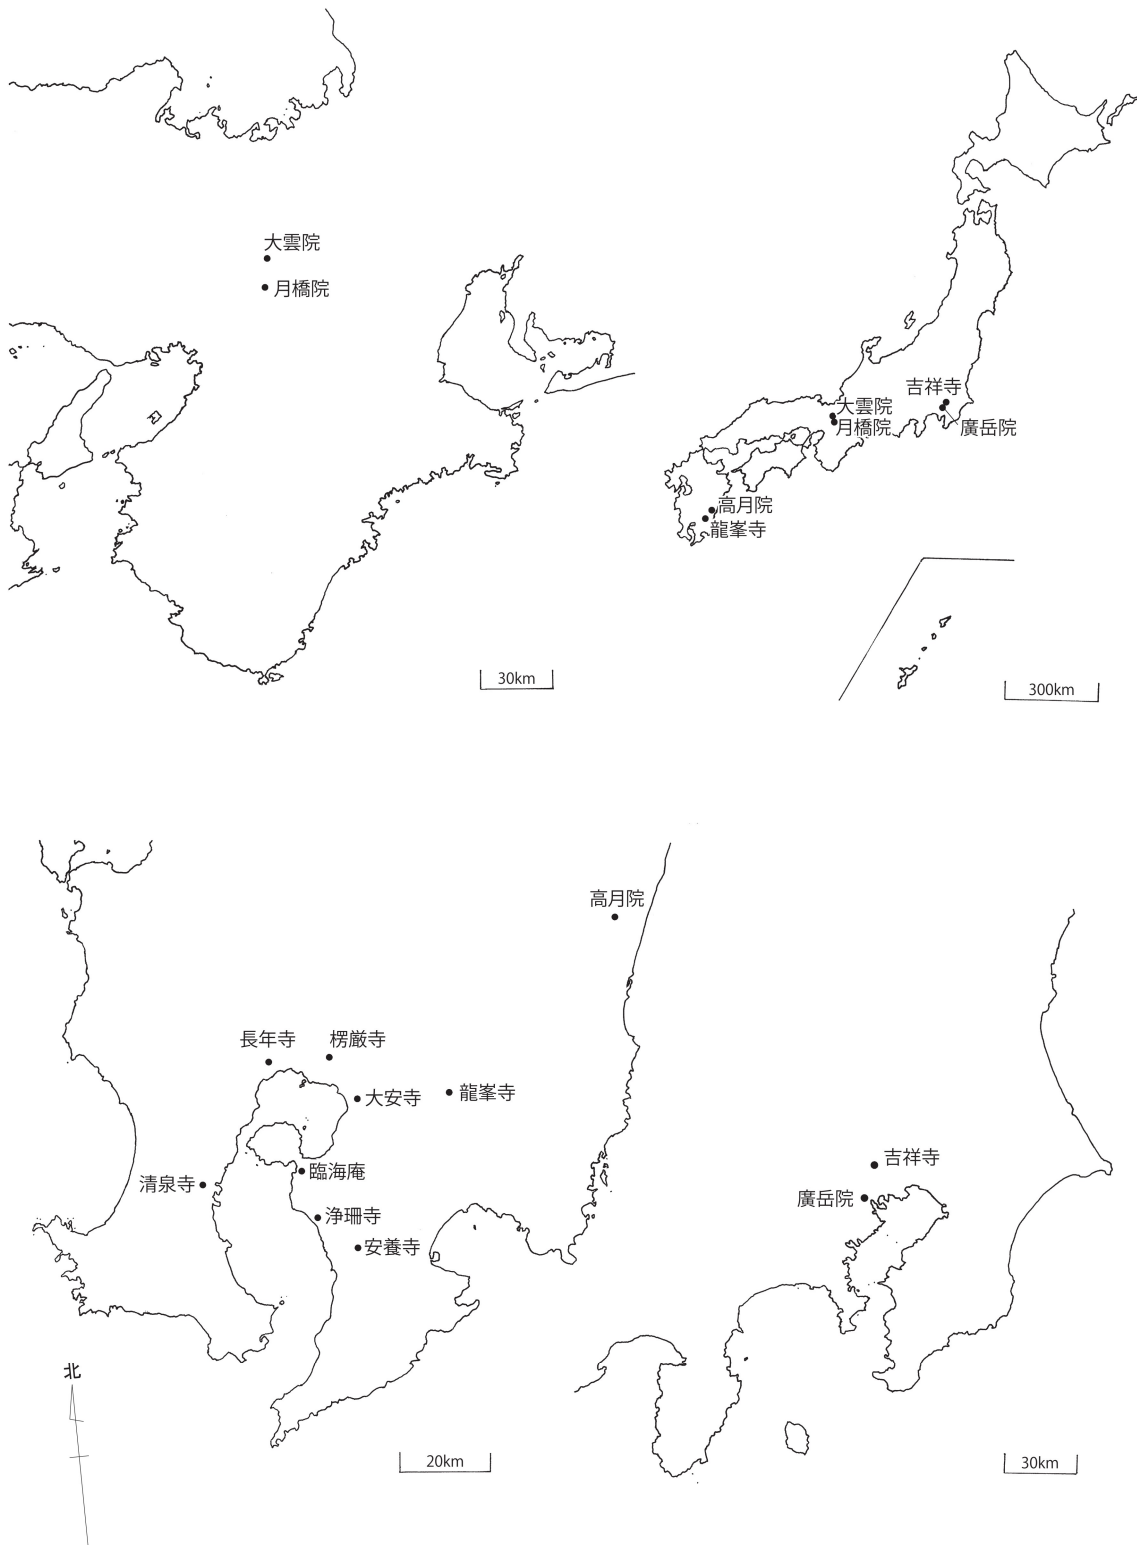 大雲院
月橋院
30km
吉祥寺
大雲院
月橋院
廣岳院
高月院
龍峯寺
300km
高月院
長年寺
楞厳寺
大安寺
龍峯寺
臨海庵
清泉寺
浄珊寺
安養寺
北
20km
吉祥寺
廣岳院
30km